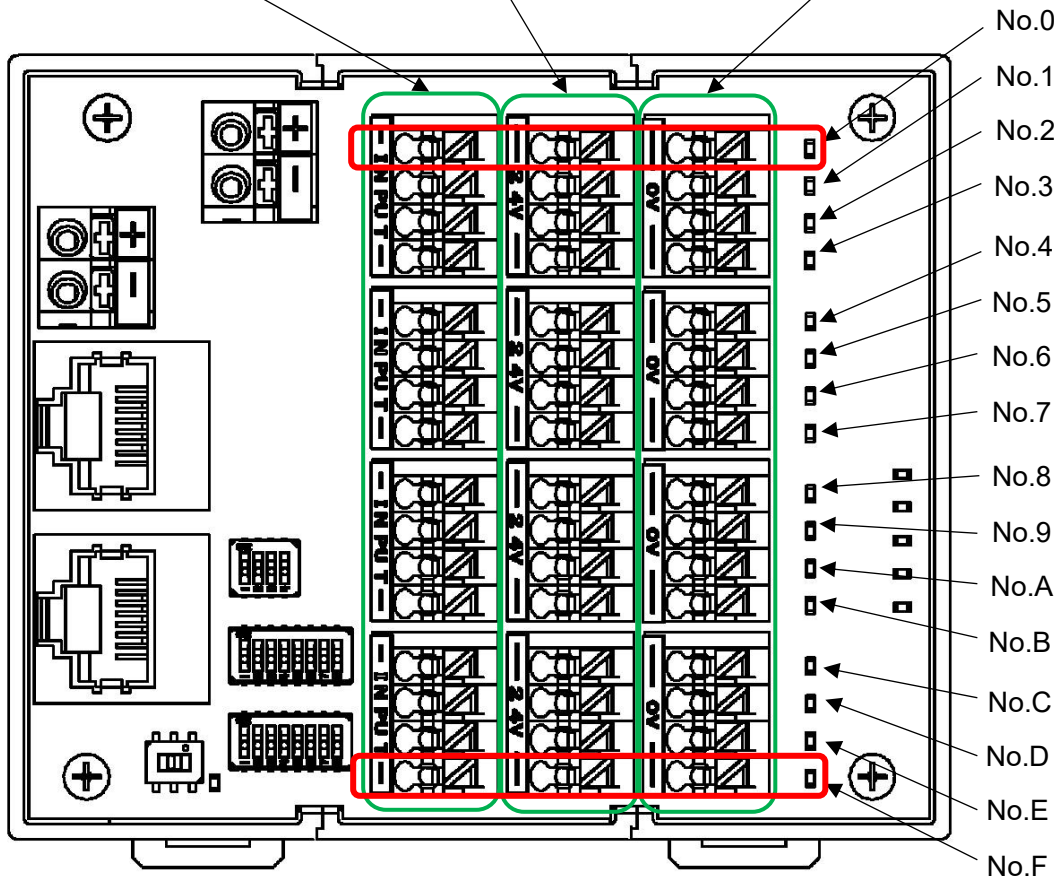 No.0
No.1
No.2
No.3
No.4
No.5
No.6
No.7
No.8
No.9
No.A
No.B
No.C
No.D
No.E
No.F
+
−
+
−
− INPUT −
− 24V −
− 0V −
− INPUT −
− 24V −
− 0V −
− INPUT −
− 24V −
− 0V −
− INPUT −
− 24V −
− 0V −